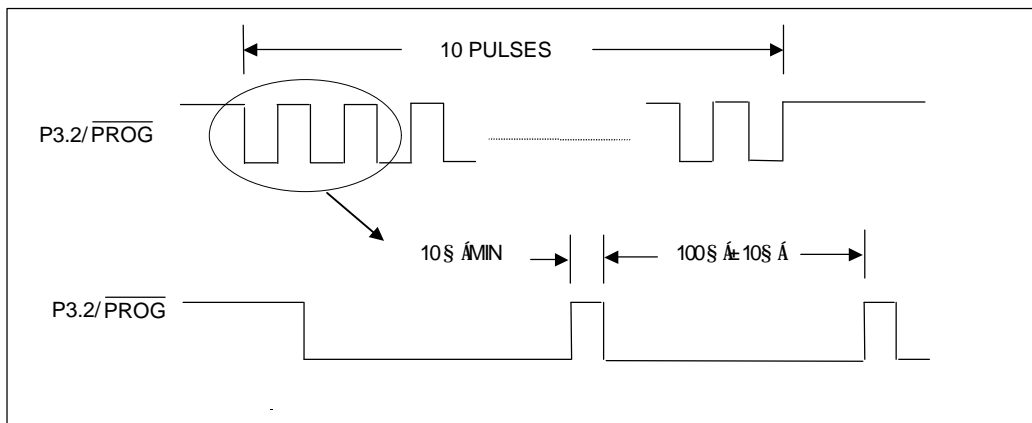 10 PULSES
P3.2/PROG
10§ ÁMIN
100§ Á±10§ Á
P3.2/PROG